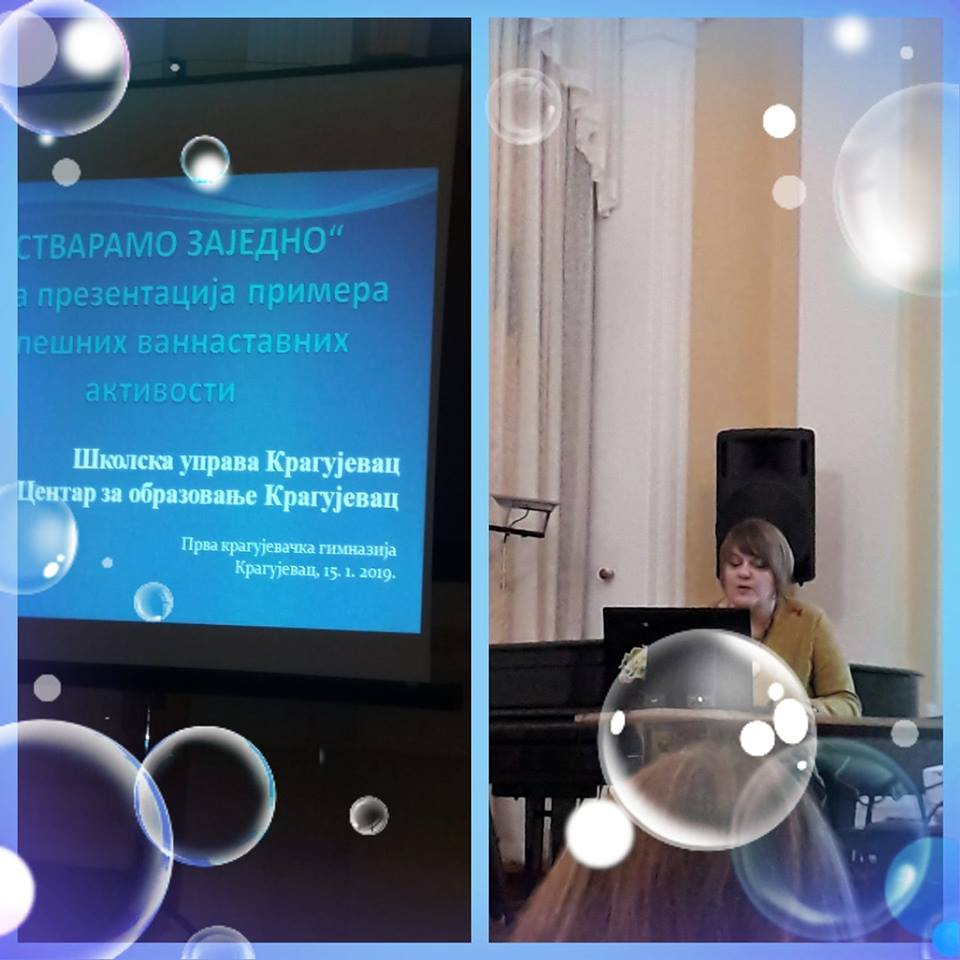 СТВАРАМО ЗАЈЕДНО“
а презентација примера
пешних ваннаставних
активости
Школска управа Крагујевац
Центар за образовање Крагујевац
Прва крагујевачка гимназија
Крагујевац, 15. 1. 2019.